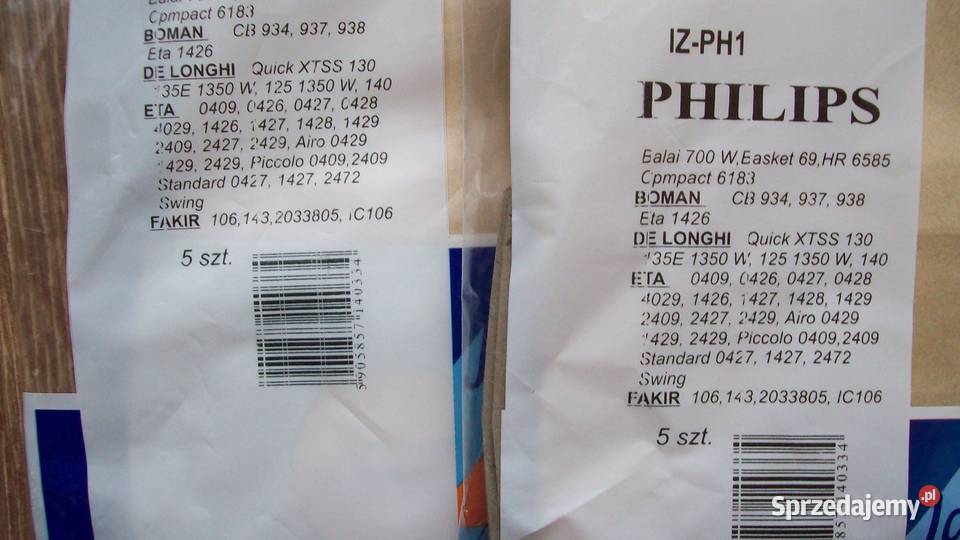 Cpmpact 6183
BOMAN CB 934, 937, 938
Eta 1426
DE LONGHI Quick XTSS 130
135E 1350 W, 125 1350 W, 140
ETA 0409, 0426, 0427, 0428
4029, 1426, 1427, 1428, 1429
2409, 2427, 2429, Airo 0429
1429, 2429, Piccolo 0409,2409
Standard 0427, 1427, 2472
Swing
FAKIR 106,143,2033805, IC106
5 szt.
5905857140334
IZ-PH1
PHILIPS
Balai 700 W,Easket 69,HR 6585
Cpmpact 6183
BOMAN CB 934, 937, 938
Eta 1426
DE LONGHI Quick XTSS 130
135E 1350 W, 125 1350 W, 140
ETA 0409, 0426, 0427, 0428
4029, 1426, 1427, 1428, 1429
2409, 2427, 2429, Airo 0429
1429, 2429, Piccolo 0409,2409
Standard 0427, 1427, 2472
Swing
FAKIR 106,143,2033805, IC106
5 szt.
Sprzedajemy.pl